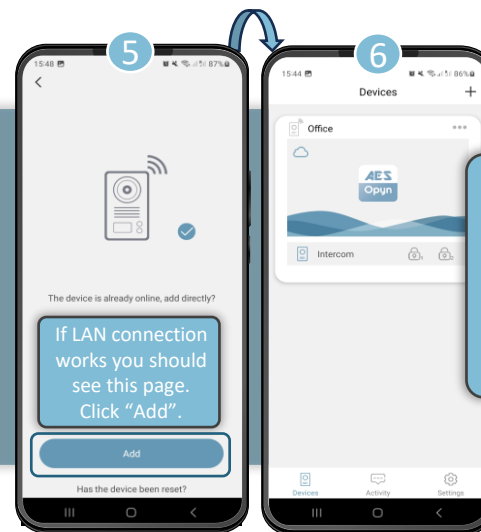 5
15:48 87%
The device is already online, add directly?
If LAN connection
works you should
see this page.
Click “Add”.
Add
Has the device been reset?
6
15:44 86%
Devices
+
Office
AES
Opyn
Intercom
1
2
Devices
Activity
Settings